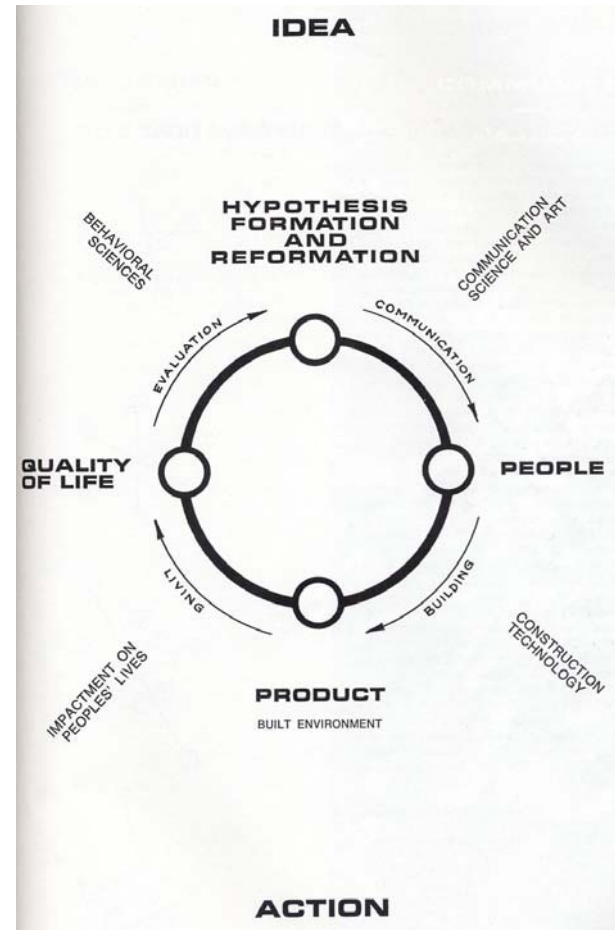 IDEA
HYPOTHESIS
FORMATION
AND
REFORMATION
BEHAVIORAL
SCIENCES
COMMUNICATION
SCIENCE AND ART
EVALUATION
COMMUNICATION
QUALITY
OF LIFE
PEOPLE
LIVING
BUILDING
IMPACTMENT ON
PEOPLES' LIVES
CONSTRUCTION
TECHNOLOGY
PRODUCT
BUILT ENVIRONMENT
ACTION